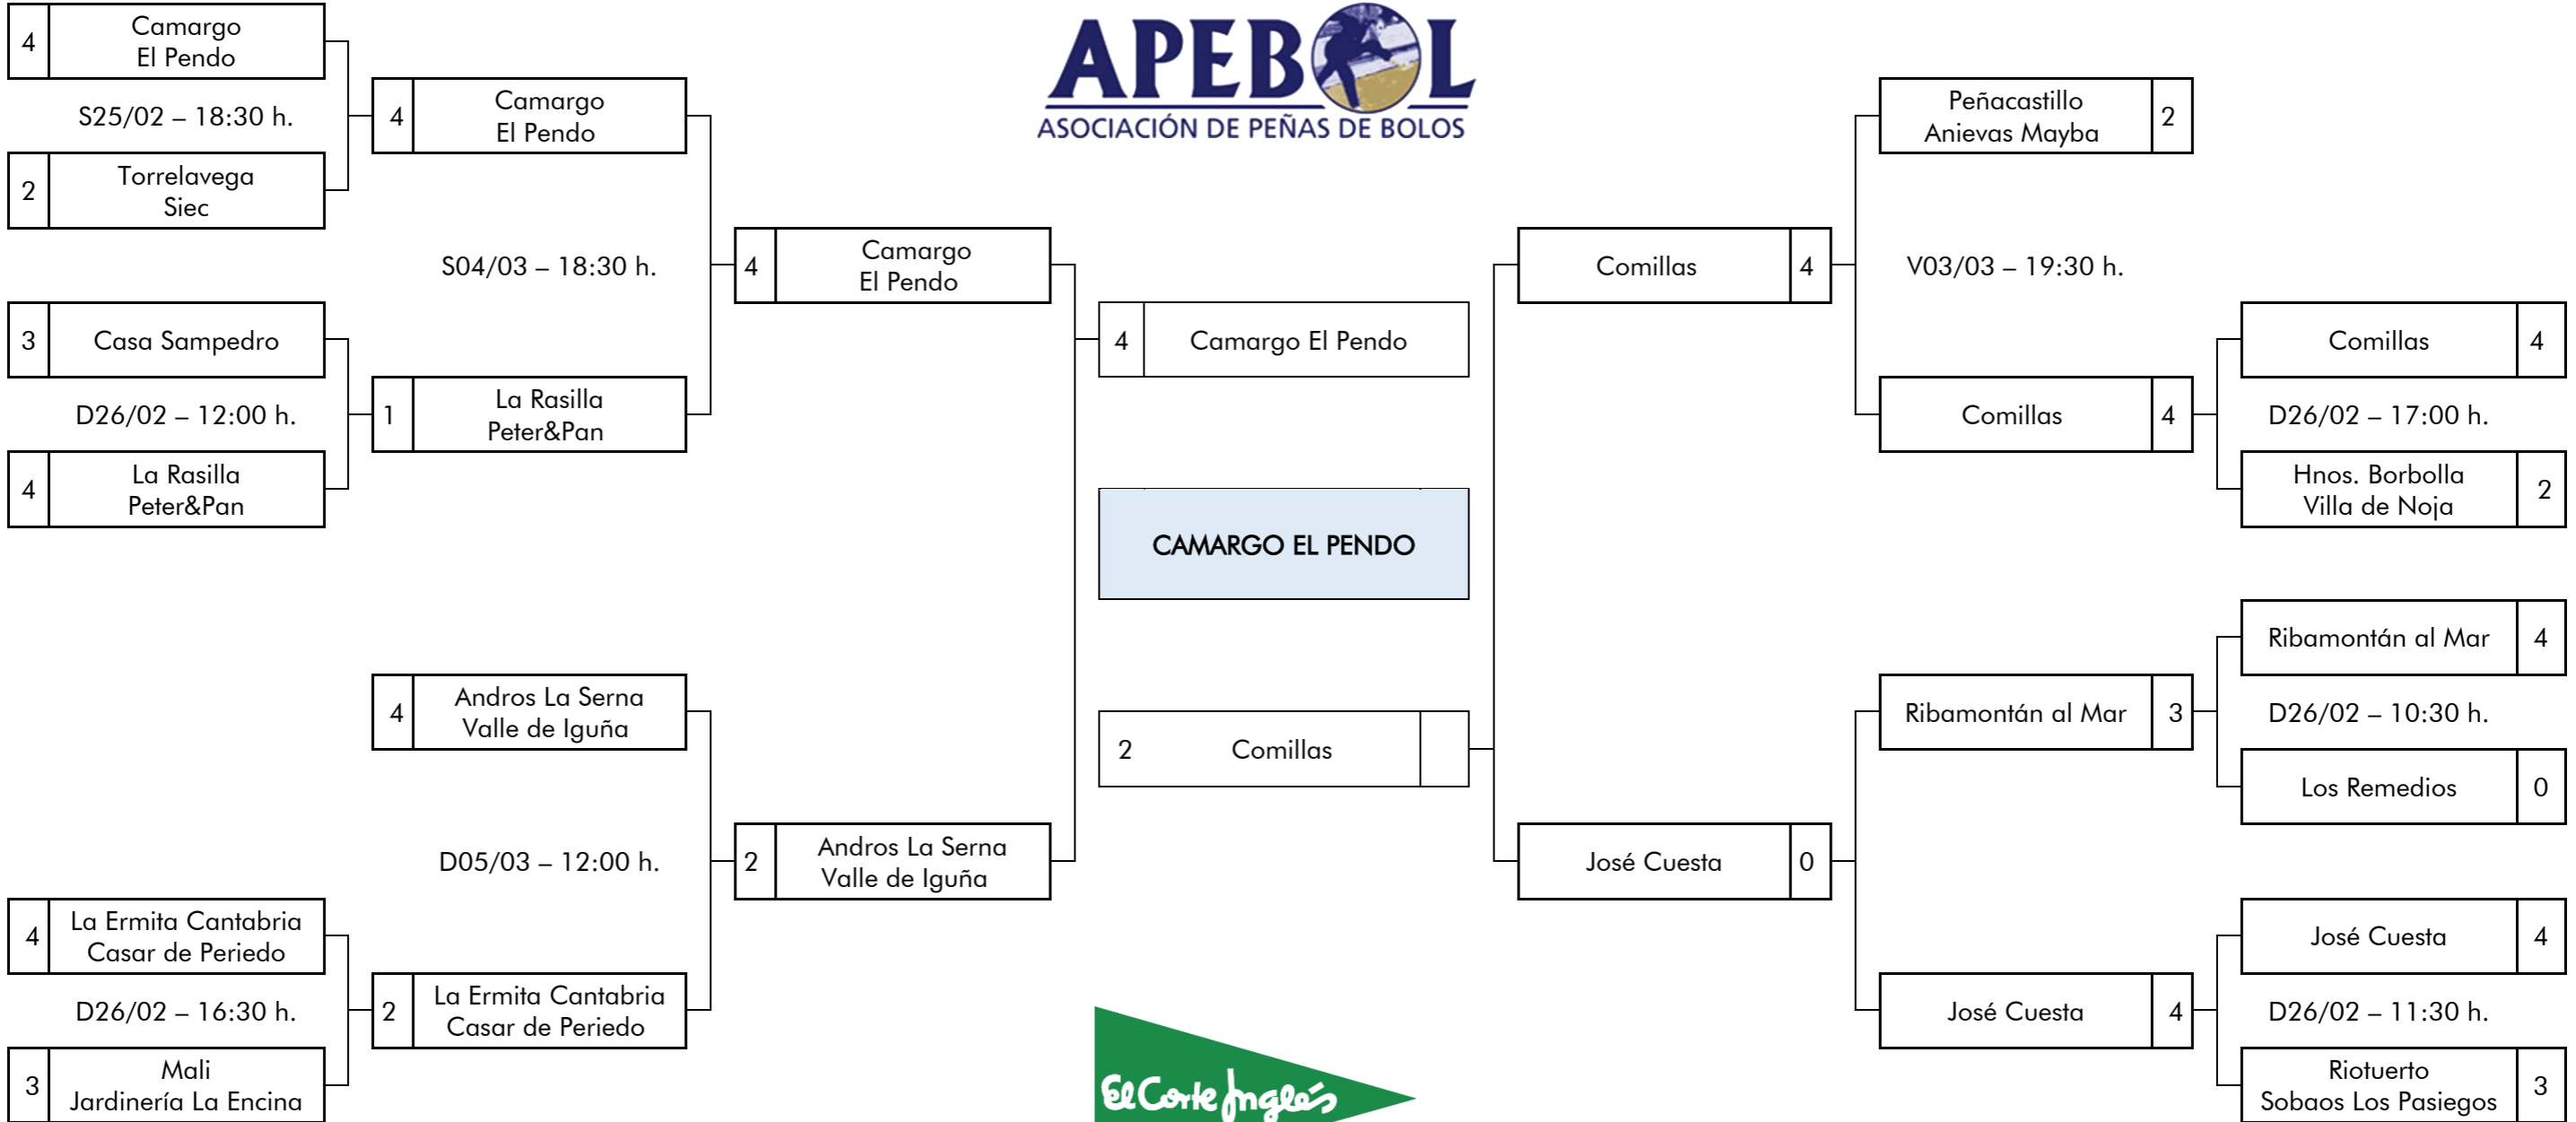 APEBOL
ASOCIACIÓN DE PEÑAS DE BOLOS
4
Camargo
El Pendo
S25/02 – 18:30 h.
2
Torrelavega
Siec
3
Casa Sampedro
D26/02 – 12:00 h.
4
La Rasilla
Peter&Pan
4
La Ermita Cantabria
Casar de Periedo
D26/02 – 16:30 h.
3
Mali
Jardinería La Encina
4
Camargo
El Pendo
S04/03 – 18:30 h.
1
La Rasilla
Peter&Pan
4
Andros La Serna
Valle de Iguña
D05/03 – 12:00 h.
2
La Ermita Cantabria
Casar de Periedo
4
Camargo
El Pendo
2
Andros La Serna
Valle de Iguña
4 Camargo El Pendo
CAMARGO EL PENDO
2 Comillas
Comillas 4
José Cuesta 0
Peñacastillo
Anievas Mayba
2
V03/03 – 19:30 h.
Comillas 4
Ribamontán al Mar 3
José Cuesta 4
Comillas 4
D26/02 – 17:00 h.
Hnos. Borbolla
Villa de Noja
2
Ribamontán al Mar 4
D26/02 – 10:30 h.
Los Remedios 0
José Cuesta 4
D26/02 – 11:30 h.
Riotuerto
Sobaos Los Pasiegos
3
El Corte Inglés